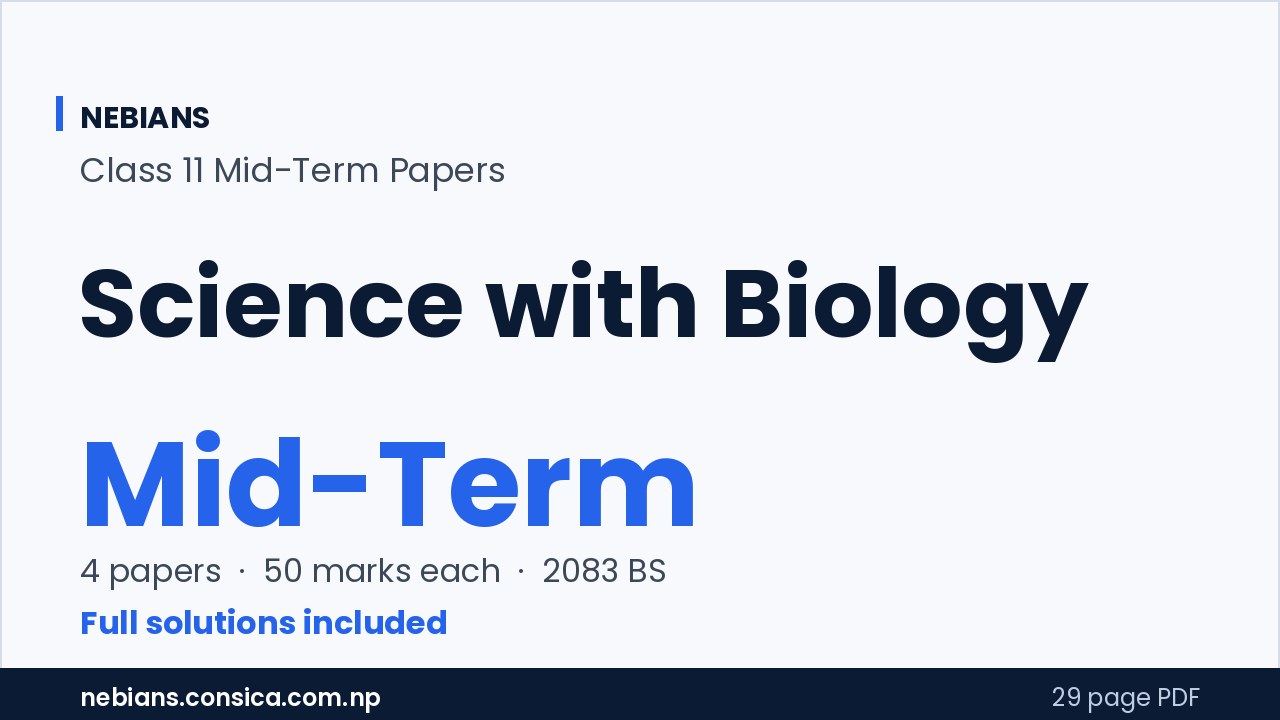 NEBIANS
Class 11 Mid-Term Papers
Science with Biology
Mid-Term
4 papers · 50 marks each · 2083 BS
Full solutions included
nebians.consica.com.np
29 page PDF